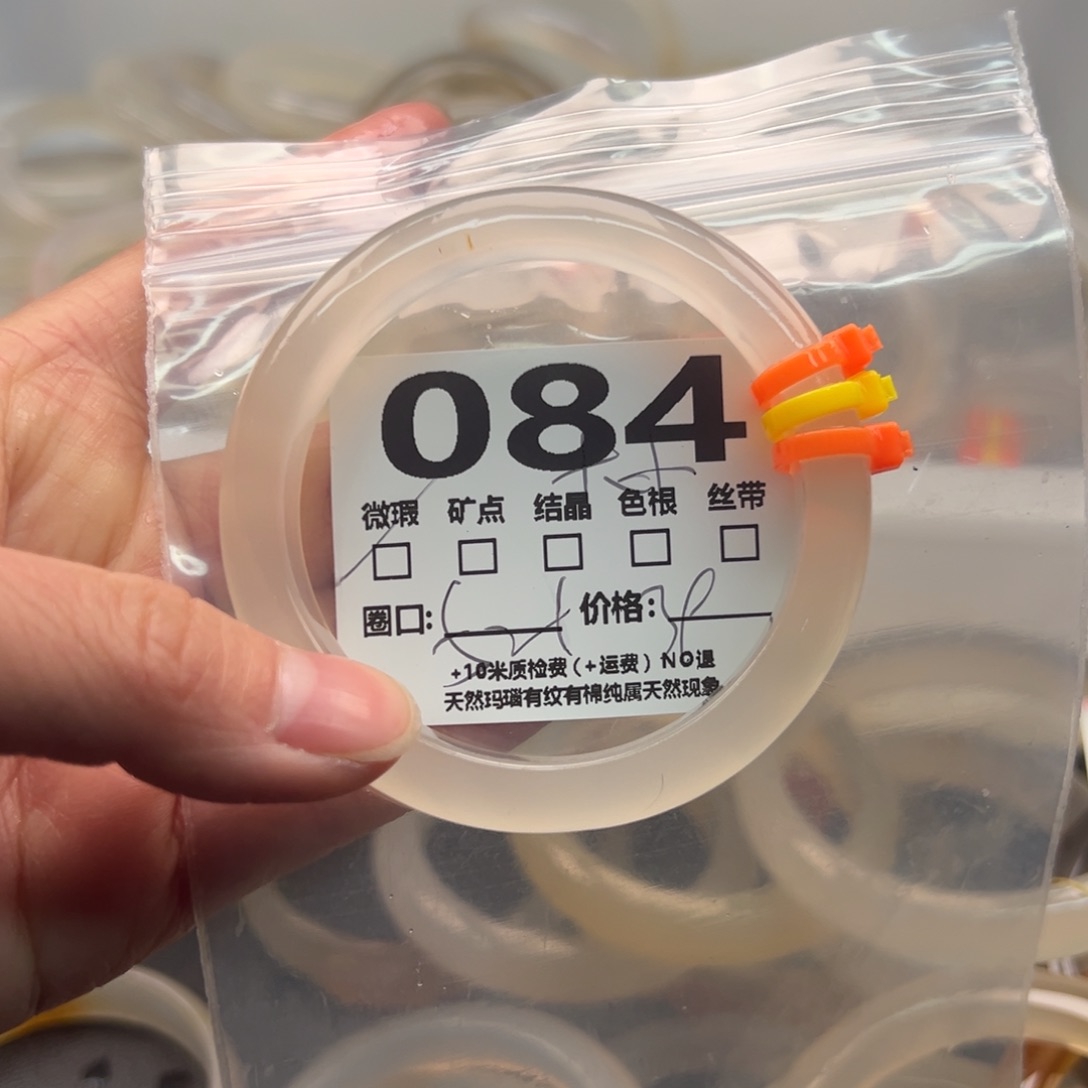 084
微瑕 矿点 结晶 色根 丝带
圈口: 价格:
+10米质检费(+运费) NO退
天然玛瑙有纹有棉纯属天然现象